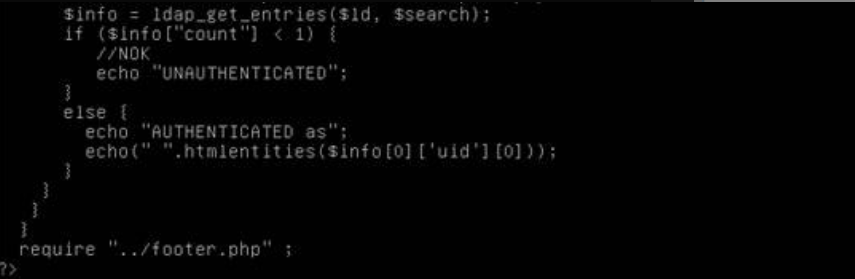 $info = ldap_get_entries($ld, $search);
if ($info["count"] < 1) {
//NOK
echo "UNAUTHENTICATED";
}
else {
echo "AUTHENTICATED as";
echo(" ".htmlentities($info[0]['uid'][0]));
}
}
}
}
require "../footer.php" ;
?>